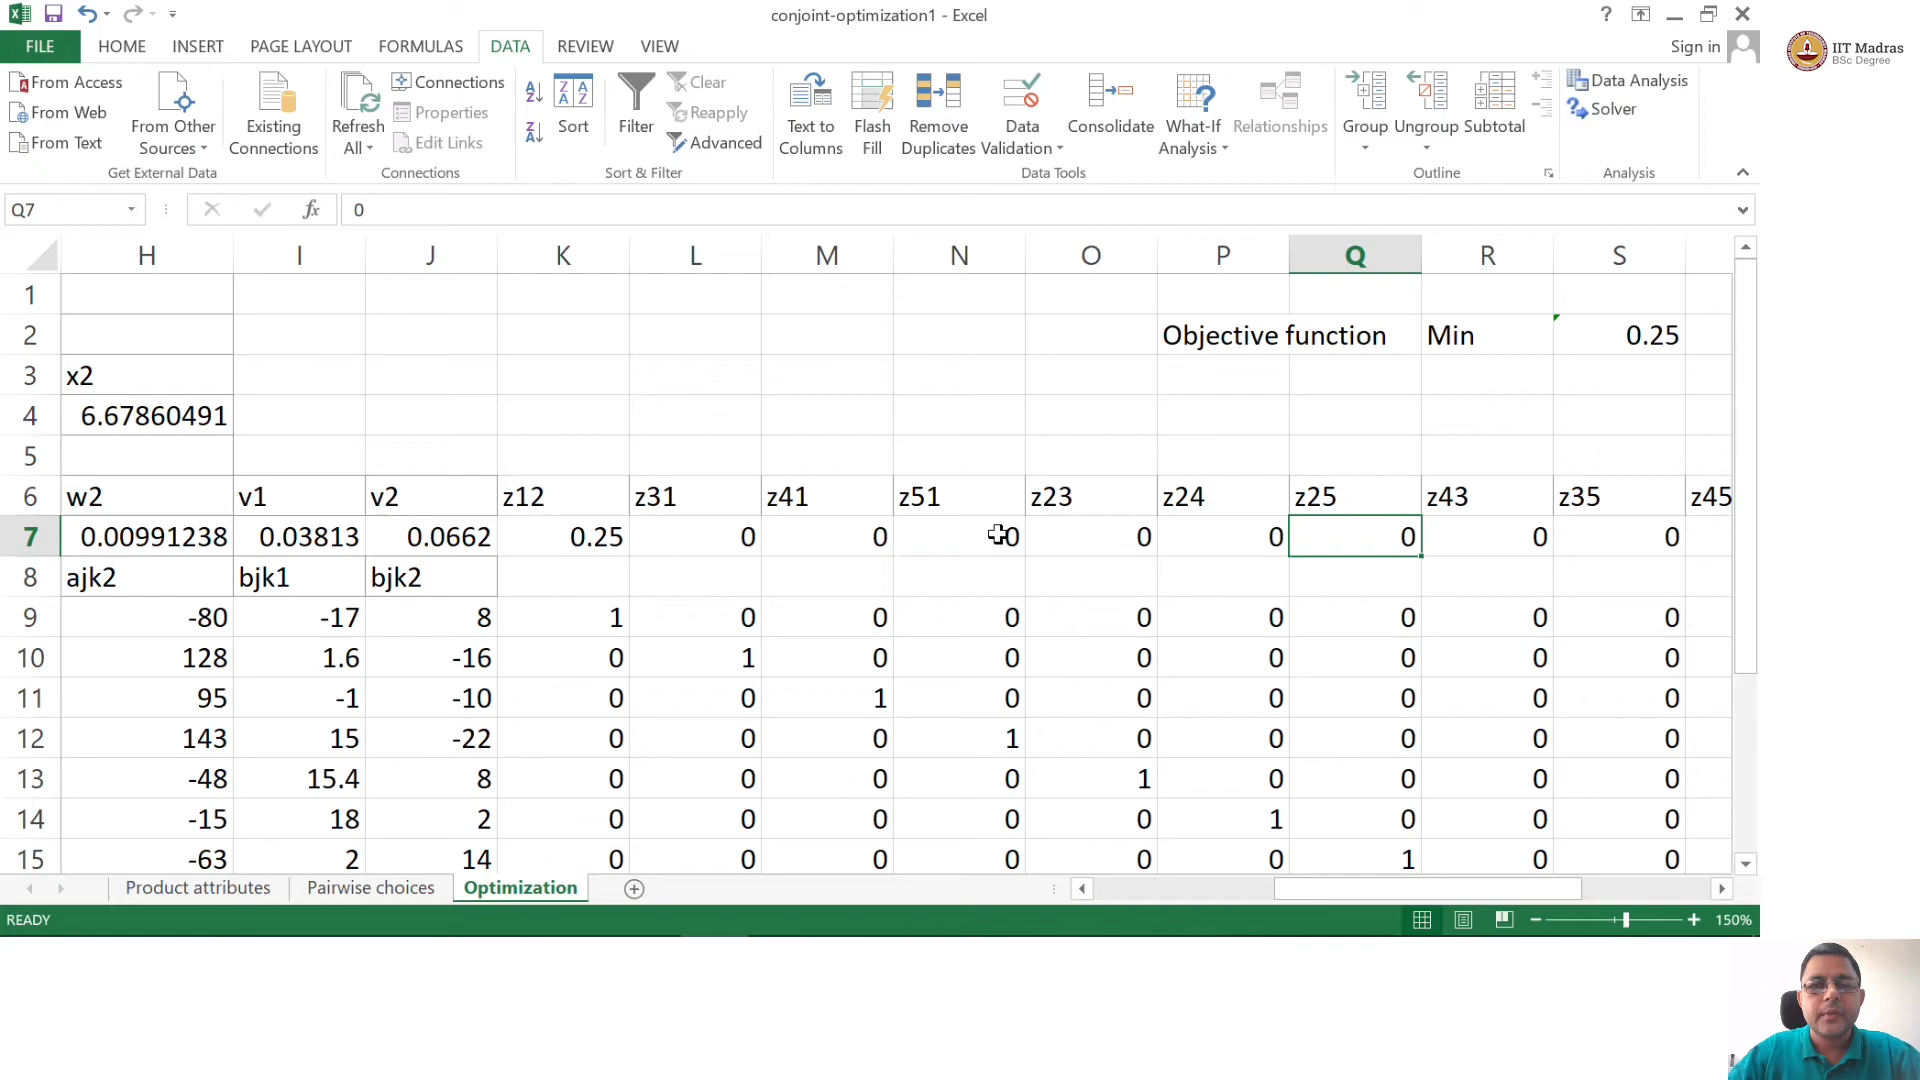 conjoint-optimization1 - Excel
FILE HOME INSERT PAGE LAYOUT FORMULAS DATA REVIEW VIEW Sign in
IIT Madras
BSc Degree
From Access
From Web
From Text
From Other
Sources
Existing
Connections
Get External Data
Refresh
All
Connections
Properties
Edit Links
Connections
Sort
Filter
Clear
Reapply
Advanced
Sort & Filter
Text to
Columns
Flash
Fill
Remove
Duplicates
Data
Validation
Consolidate
What-If
Analysis
Relationships
Data Tools
Group
Ungroup
Subtotal
Outline
Data Analysis
Solver
Analysis
Q7 fx 0
H I J K L M N O P Q R S
1
2 Objective function Min 0.25
3 x2
4 6.67860491
5
6 w2 v1 v2 z12 z31 z41 z51 z23 z24 z25 z43 z35 z45
7 0.00991238 0.03813 0.0662 0.25 0 0 0 0 0 0 0 0
8 ajk2 bjk1 bjk2
9 -80 -17 8 1 0 0 0 0 0 0 0 0
10 128 1.6 -16 0 1 0 0 0 0 0 0 0
11 95 -1 -10 0 0 1 0 0 0 0 0 0
12 143 15 -22 0 0 0 1 0 0 0 0 0
13 -48 15.4 8 0 0 0 0 1 0 0 0 0
14 -15 18 2 0 0 0 0 0 1 0 0 0
15 -63 2 14 0 0 0 0 0 0 1 0 0
Product attributes Pairwise choices Optimization
READY 150%